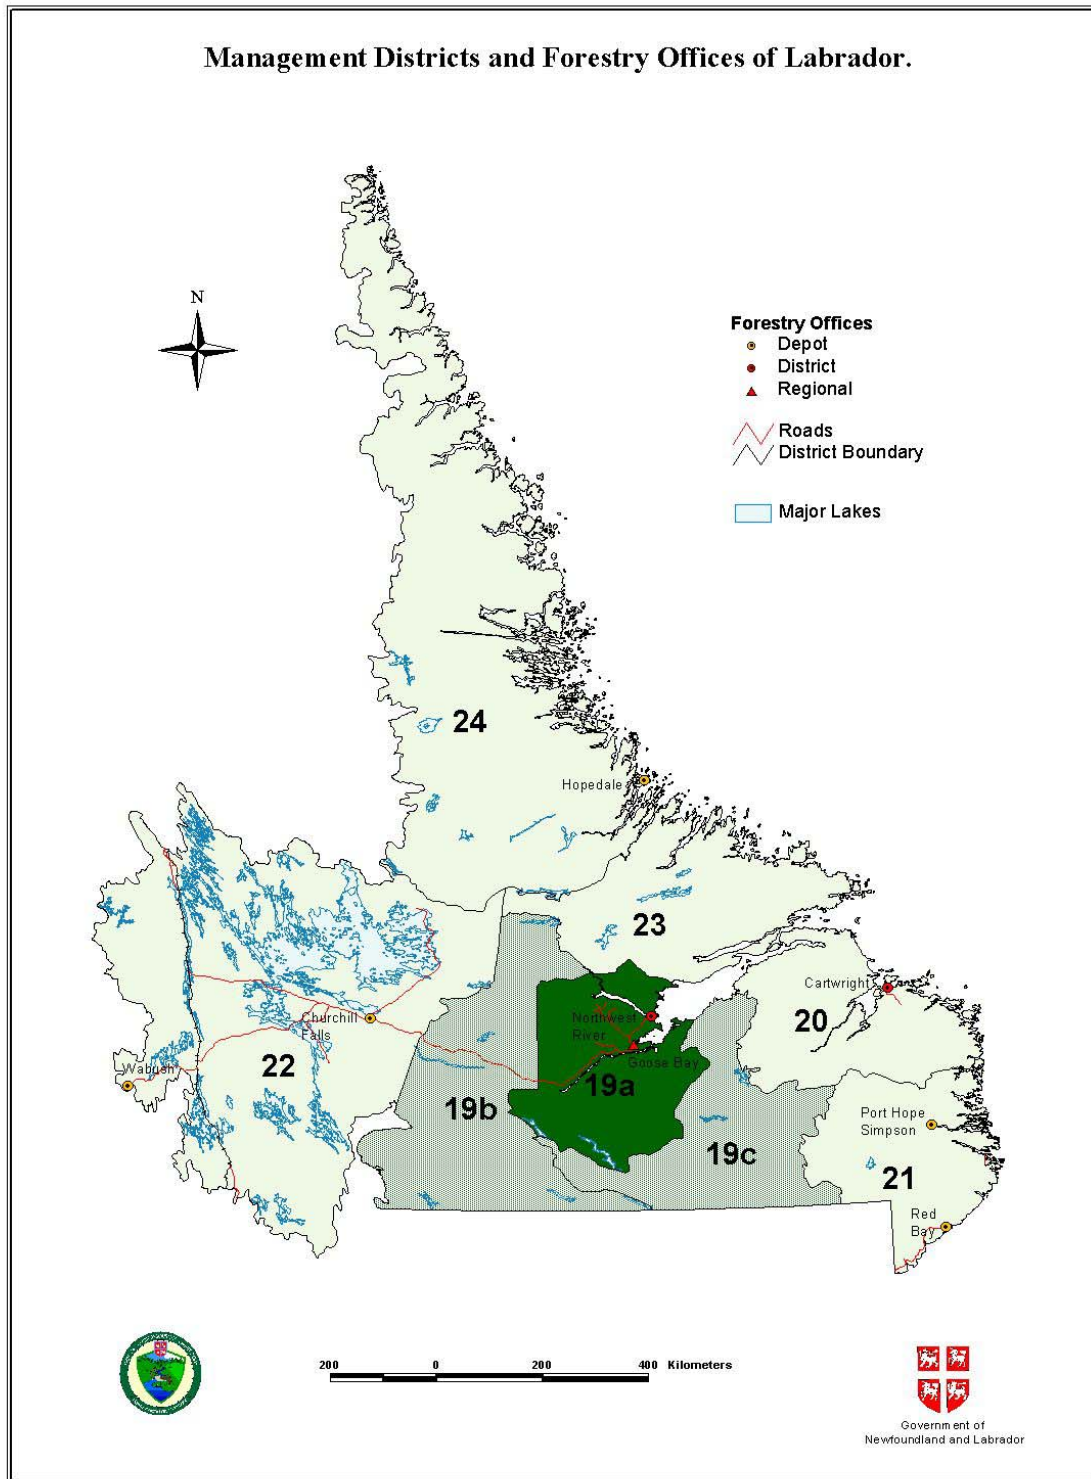 Management Districts and Forestry Offices of Labrador.
N
Forestry Offices
Depot
District
Regional
Roads
District Boundary
Major Lakes
24
Hopedale
23
Cartwright
20
Northwest
River
Churchill
Falls
Goose Bay
22
Wabush
19a
19b
Port Hope
Simpson
19c
21
Red
Bay
200 0 200 400 Kilometers
Government of
Newfoundland and Labrador